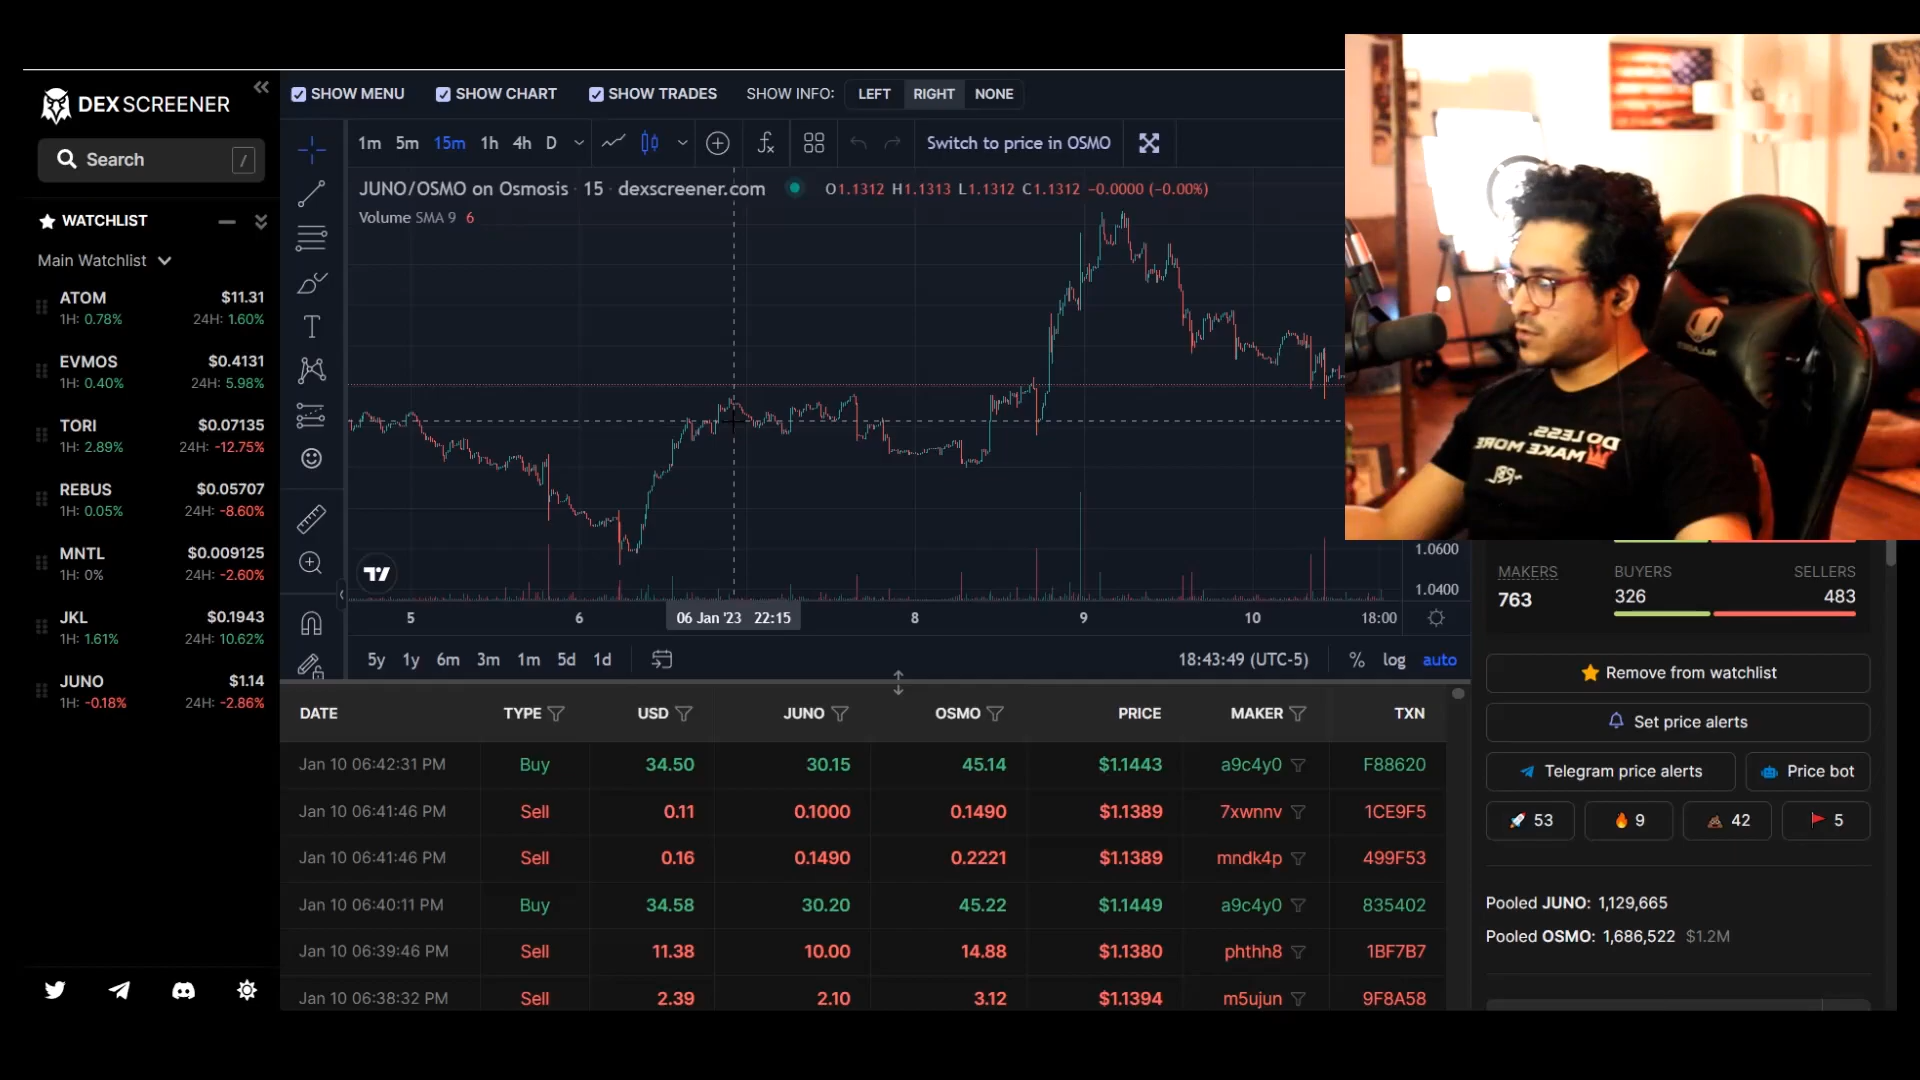 DEX SCREENER
Search /
WATCHLIST
Main Watchlist
ATOM $11.31
1H: 0.78% 24H: 1.60%
EVMOS $0.4131
1H: 0.40% 24H: 5.98%
TORI $0.07135
1H: 2.89% 24H: -12.75%
REBUS $0.05707
1H: 0.05% 24H: -8.60%
MNTL $0.009125
1H: 0% 24H: -2.60%
JKL $0.1943
1H: 1.61% 24H: 10.62%
JUNO $1.14
1H: -0.18% 24H: -2.86%
SHOW MENU SHOW CHART SHOW TRADES SHOW INFO: LEFT RIGHT NONE
1m 5m 15m 1h 4h D Switch to price in OSMO
JUNO/OSMO on Osmosis · 15 · dexscreener.com O1.1312 H1.1313 L1.1312 C1.1312 -0.0000 (-0.00%)
Volume SMA 9 6
1.0600
1.0400
5 6 06 Jan '23 22:15 8 9 10 18:00
5y 1y 6m 3m 1m 5d 1d 18:43:49 (UTC-5) % log auto
DATE TYPE USD JUNO OSMO PRICE MAKER TXN
Jan 10 06:42:31 PM Buy 34.50 30.15 45.14 $1.1443 a9c4y0 F88620
Jan 10 06:41:46 PM Sell 0.11 0.1000 0.1490 $1.1389 7xwnnv 1CE9F5
Jan 10 06:41:46 PM Sell 0.16 0.1490 0.2221 $1.1389 mndk4p 499F53
Jan 10 06:40:11 PM Buy 34.58 30.20 45.22 $1.1449 a9c4y0 835402
Jan 10 06:39:46 PM Sell 11.38 10.00 14.88 $1.1380 phthh8 1BF7B7
Jan 10 06:38:32 PM Sell 2.39 2.10 3.12 $1.1394 m5ujun 9F8A58
DO LESS.
MAKE MORE
MAKERS BUYERS SELLERS
763 326 483
Remove from watchlist
Set price alerts
Telegram price alerts Price bot
53 9 42 5
Pooled JUNO: 1,129,665
Pooled OSMO: 1,686,522 $1.2M